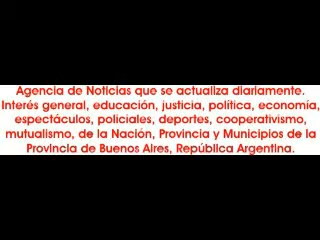 Agencia de Noticias que se actualiza diariamente.
Interés general, educación, justicia, política, economía,
espectáculos, policiales, deportes, cooperativismo,
mutualismo, de la Nación, Provincia y Municipios de la
Provincia de Buenos Aires, República Argentina.